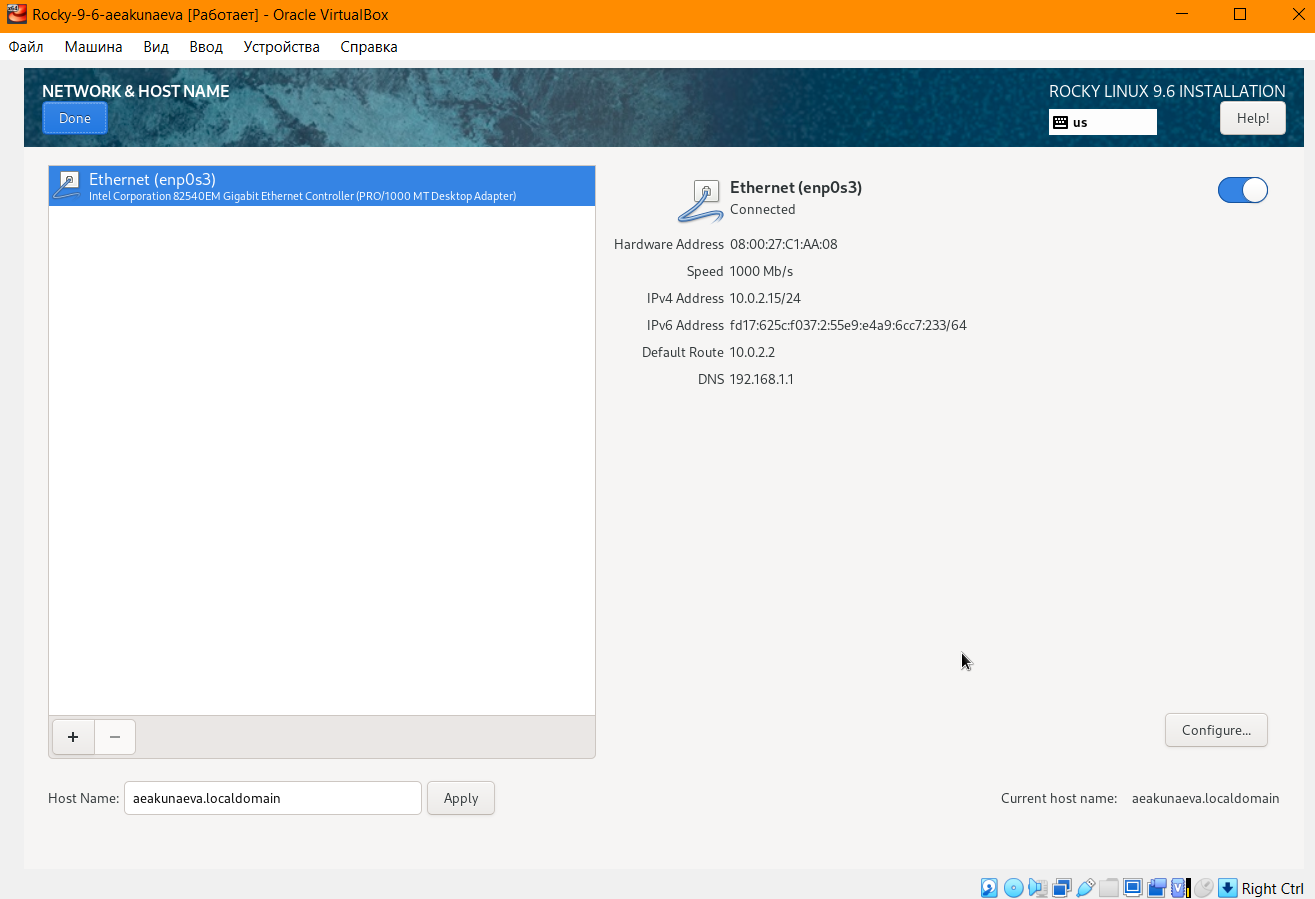 Rocky-9-6-aeakunaeva [Работает] - Oracle VirtualBox
Файл Машина Вид Ввод Устройства Справка
NETWORK & HOST NAME
ROCKY LINUX 9.6 INSTALLATION
Done
us
Help!
Ethernet (enp0s3)
Intel Corporation 82540EM Gigabit Ethernet Controller (PRO/1000 MT Desktop Adapter)
Ethernet (enp0s3)
Connected
Hardware Address 08:00:27:C1:AA:08
Speed 1000 Mb/s
IPv4 Address 10.0.2.15/24
IPv6 Address fd17:625c:f037:2:55e9:e4a9:6cc7:233/64
Default Route 10.0.2.2
DNS 192.168.1.1
+ −
Configure...
Host Name: aeakunaeva.localdomain Apply
Current host name: aeakunaeva.localdomain
Right Ctrl